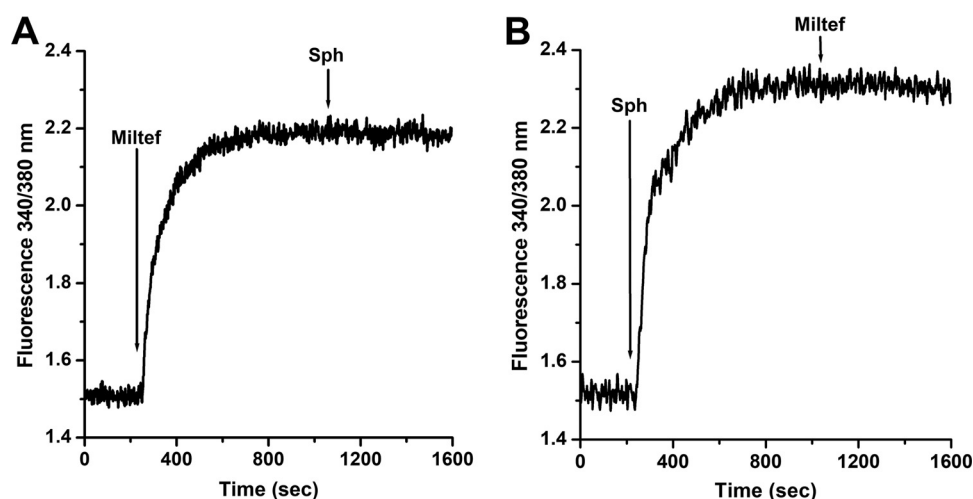 A
Fluorescence 340/380 nm
2.4
2.2
2.0
1.8
1.6
1.4
Miltef
Sph
0 400 800 1200 1600
Time (sec)
B
Fluorescence 340/380 nm
2.4
2.2
2.0
1.8
1.6
1.4
Sph
Miltef
0 400 800 1200 1600
Time (sec)